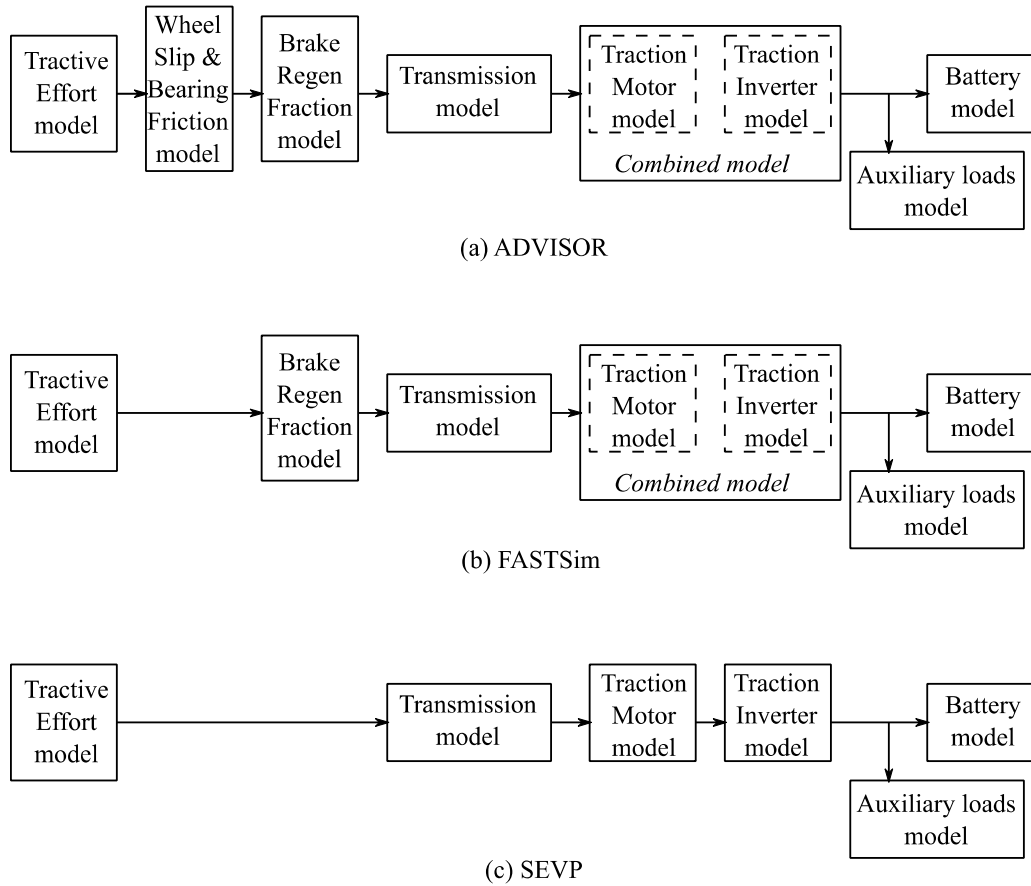 Tractive
Effort
model
Wheel
Slip &
Bearing
Friction
model
Brake
Regen
Fraction
model
Transmission
model
Traction
Motor
model
Traction
Inverter
model
Combined model
Battery
model
Auxiliary loads
model
(a) ADVISOR
Tractive
Effort
model
Brake
Regen
Fraction
model
Transmission
model
Traction
Motor
model
Traction
Inverter
model
Combined model
Battery
model
Auxiliary loads
model
(b) FASTSim
Tractive
Effort
model
Transmission
model
Traction
Motor
model
Traction
Inverter
model
Battery
model
Auxiliary loads
model
(c) SEVP